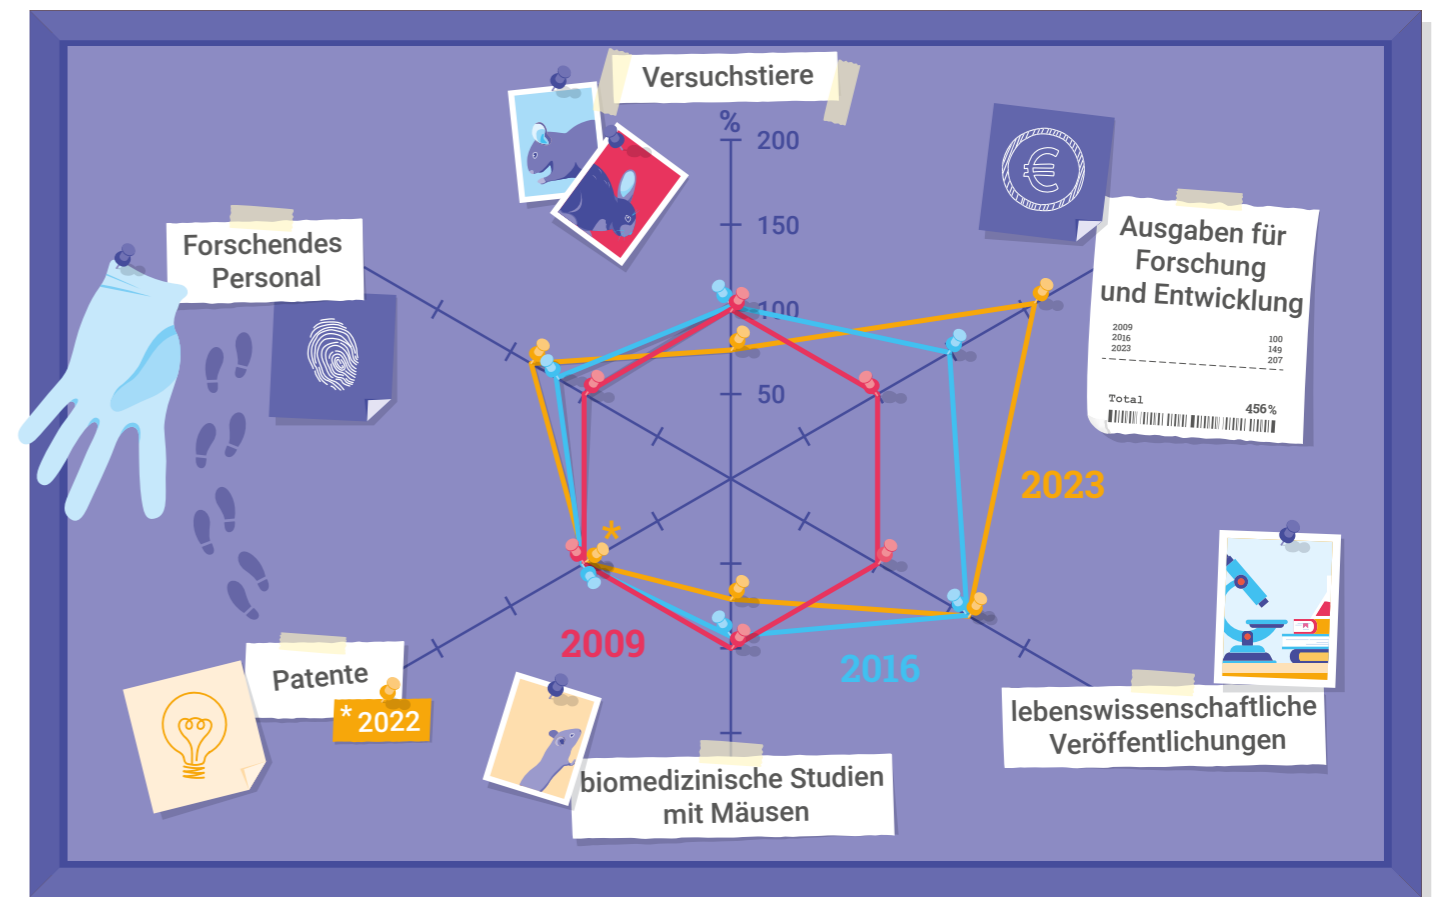 Versuchstiere
%
200
150
100
50
Forschendes
Personal
Ausgaben für
Forschung
und Entwicklung
2009
2016
2023
100
149
207
Total
456%
2023
2009
2016
*
Patente
* 2022
lebenswissenschaftliche
Veröffentlichungen
biomedizinische Studien
mit Mäusen